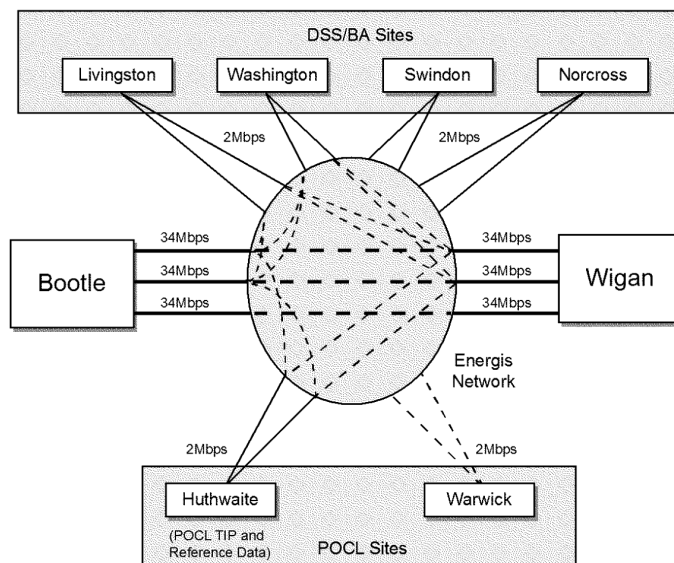 DSS/BA Sites
Livingston
Washington
Swindon
Norcross
2Mbps
2Mbps
34Mbps
34Mbps
Bootle
34Mbps
34Mbps
Wigan
34Mbps
34Mbps
Energis
Network
2Mbps
2Mbps
Huthwaite
Warwick
(POCL TIP and
Reference Data)
POCL Sites